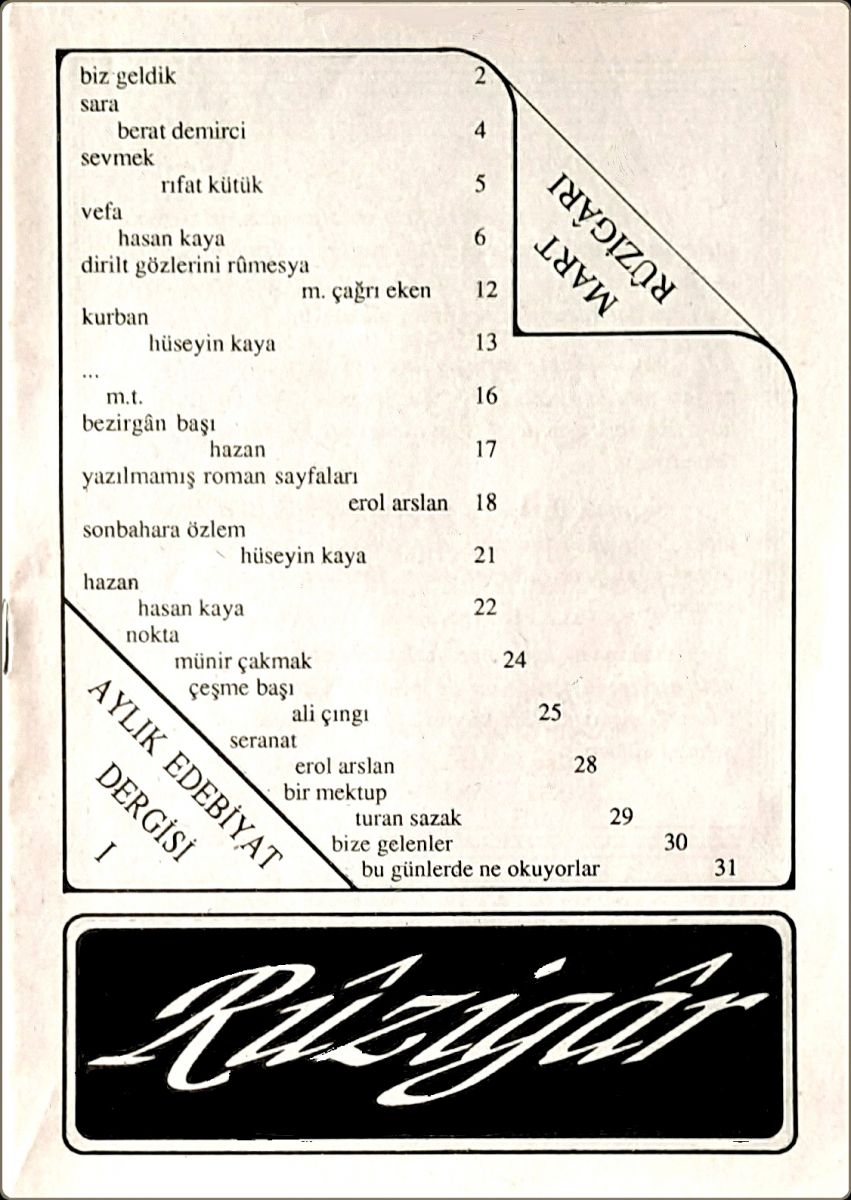 biz geldik 2
sara
berat demirci 4
sevmek
rıfat kütük 5
vefa
hasan kaya 6
dirilt gözlerini rûmesya
m. çağrı eken 12
kurban
hüseyin kaya 13
...
m.t. 16
bezirgân başı
hazan 17
yazılmamış roman sayfaları
erol arslan 18
sonbahara özlem
hüseyin kaya 21
hazan
hasan kaya 22
nokta
münir çakmak 24
çeşme başı
ali çıngı 25
seranat
erol arslan 28
bir mektup
turan sazak 29
bize gelenler 30
bu günlerde ne okuyorlar 31
MART
RÜZİGÂRI
AYLIK EDEBİYAT
DERGİSİ
I
Rûzigâr